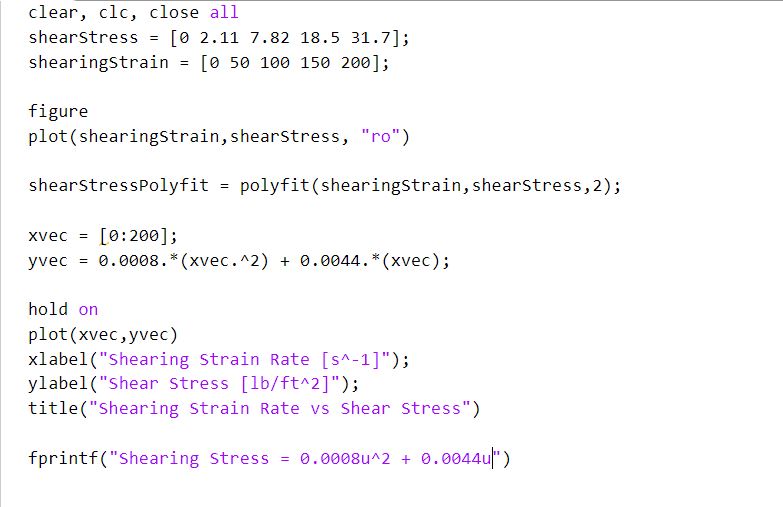 clear, clc, close all
shearStress = [0 2.11 7.82 18.5 31.7];
shearingStrain = [0 50 100 150 200];
figure
plot(shearingStrain,shearStress, "ro")
shearStressPolyfit = polyfit(shearingStrain,shearStress,2);
xvec = [0:200];
yvec = 0.0008.*(xvec.^2) + 0.0044.*(xvec);
hold on
plot(xvec,yvec)
xlabel("Shearing Strain Rate [s^-1]");
ylabel("Shear Stress [lb/ft^2]");
title("Shearing Strain Rate vs Shear Stress")
fprintf("Shearing Stress = 0.0008u^2 + 0.0044u")